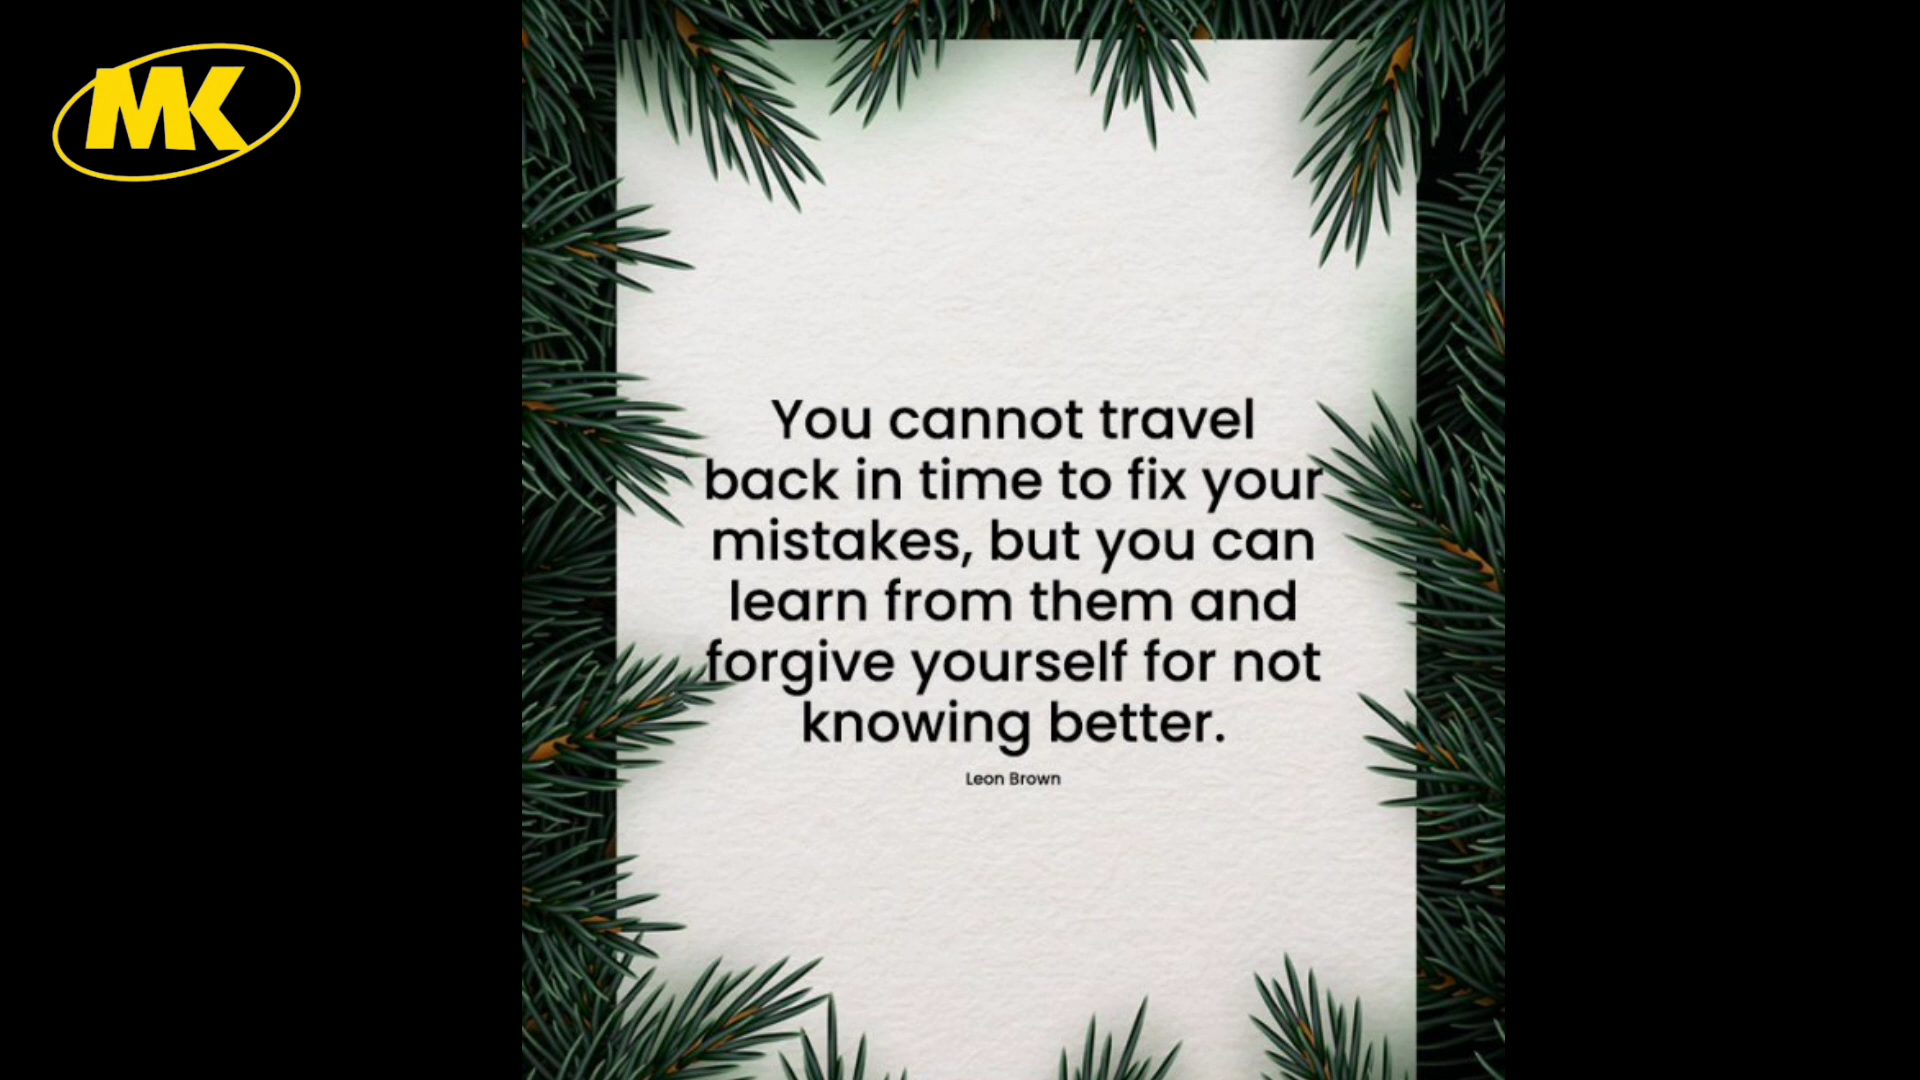 MK
You cannot travel
back in time to fix your
mistakes, but you can
learn from them and
forgive yourself for not
knowing better.
Leon Brown